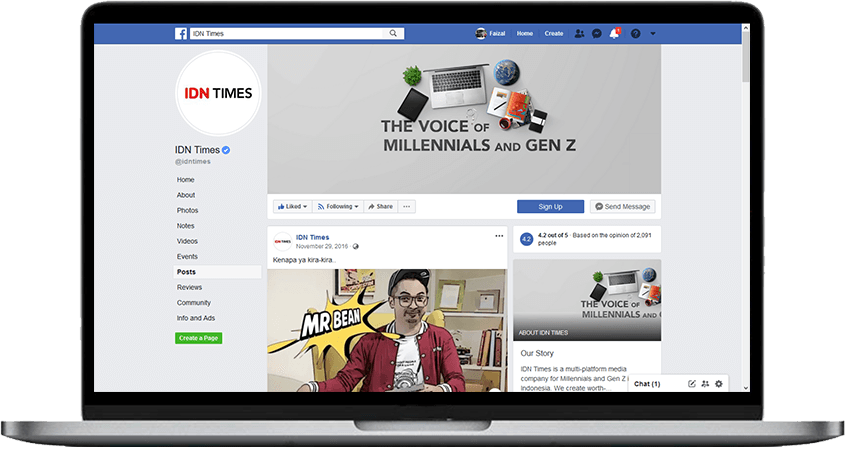 IDN Times
Faizal
Home
Create
1
?
IDN TIMES
THE VOICE OF
MILLENNIALS AND GEN Z
IDN Times
@idntimes
Home
About
Photos
Notes
Videos
Events
Posts
Reviews
Community
Info and Ads
Create a Page
Liked
Following
Share
Sign Up
Send Message
IDN TIMES
IDN Times
November 29, 2016
Kenapa ya kira-kira..
MR BEAN
4.2
4.2 out of 5 · Based on the opinion of 2,091
people
THE VOICE OF
MILLENNIALS AND G
ABOUT IDN TIMES
Our Story
IDN Times is a multi-platform media
company for Millennials and Gen Z i
Indonesia. We create worth-...
Chat (1)